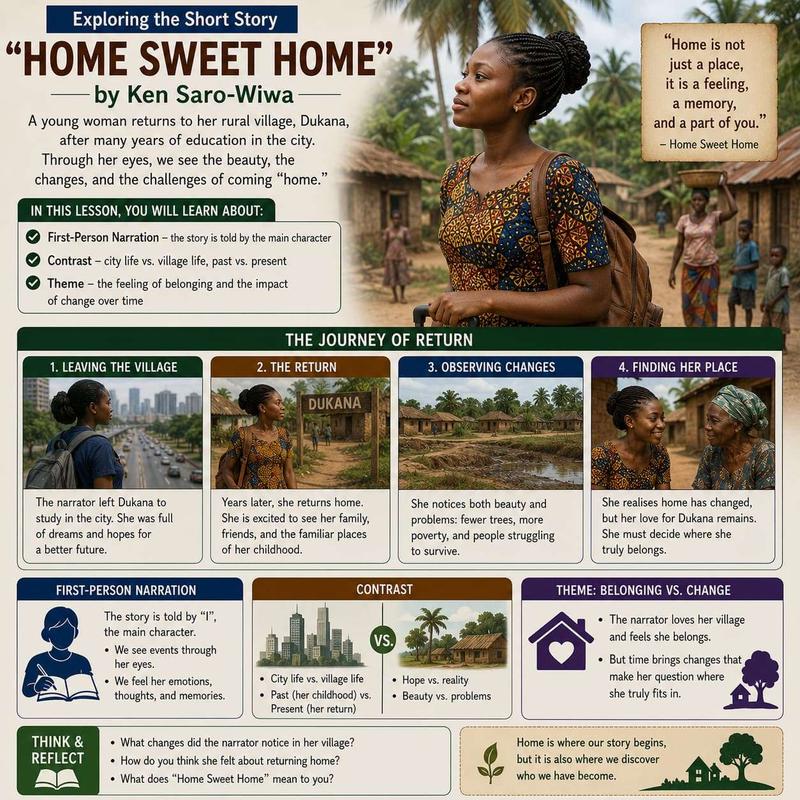 Exploring the Short Story
“HOME SWEET HOME”
by Ken Saro-Wiwa
A young woman returns to her rural village, Dukana,
after many years of education in the city.
Through her eyes, we see the beauty, the
changes, and the challenges of coming “home.”
“Home is not
just a place,
it is a feeling,
a memory,
and a part of you.”
– Home Sweet Home
IN THIS LESSON, YOU WILL LEARN ABOUT:
First-Person Narration – the story is told by the main character
Contrast – city life vs. village life, past vs. present
Theme – the feeling of belonging and the impact
of change over time
THE JOURNEY OF RETURN
1. LEAVING THE VILLAGE
The narrator left Dukana to
study in the city. She was full
of dreams and hopes for
a better future.
2. THE RETURN
DUKANA
Years later, she returns home.
She is excited to see her family,
friends, and the familiar places
of her childhood.
3. OBSERVING CHANGES
She notices both beauty and
problems: fewer trees, more
poverty, and people struggling
to survive.
4. FINDING HER PLACE
She realises home has changed,
but her love for Dukana remains.
She must decide where she
truly belongs.
FIRST-PERSON NARRATION
The story is told by “I”,
the main character.
• We see events through
her eyes.
• We feel her emotions,
thoughts, and memories.
CONTRAST
VS.
• City life vs. village life
• Past (her childhood) vs.
Present (her return)
• Hope vs. reality
• Beauty vs. problems
THEME: BELONGING VS. CHANGE
• The narrator loves her village
and feels she belongs.
• But time brings changes that
make her question where
she truly fits in.
THINK &
REFLECT
• What changes did the narrator notice in her village?
• How do you think she felt about returning home?
• What does “Home Sweet Home” mean to you?
Home is where our story begins,
but it is also where we discover
who we have become.